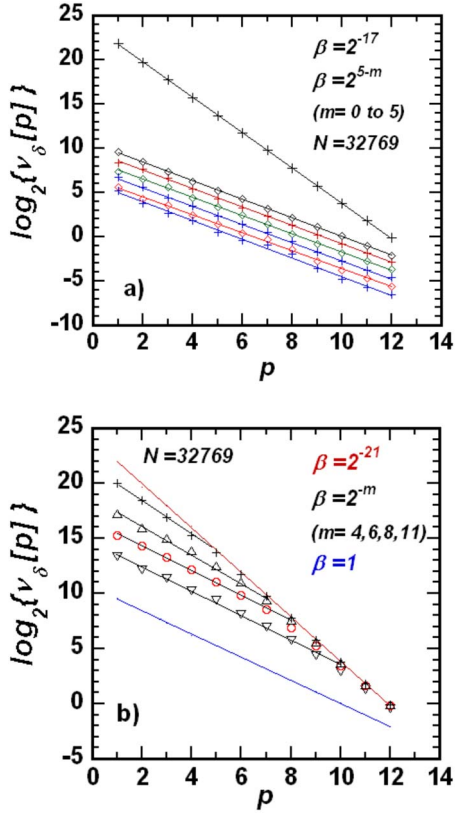 25
20
15
10
5
0
-5
-10
log₂{ν_δ [p] }
β =2⁻¹⁷
β =2⁵⁻ᵐ
(m= 0 to 5)
N =32769
a)
0 2 4 6 8 10 12 14
p
25
20
15
10
5
0
-5
log₂{ν_δ [p] }
N =32769
β =2⁻²¹
β =2⁻ᵐ
(m= 4,6,8,11)
β =1
b)
0 2 4 6 8 10 12 14
p